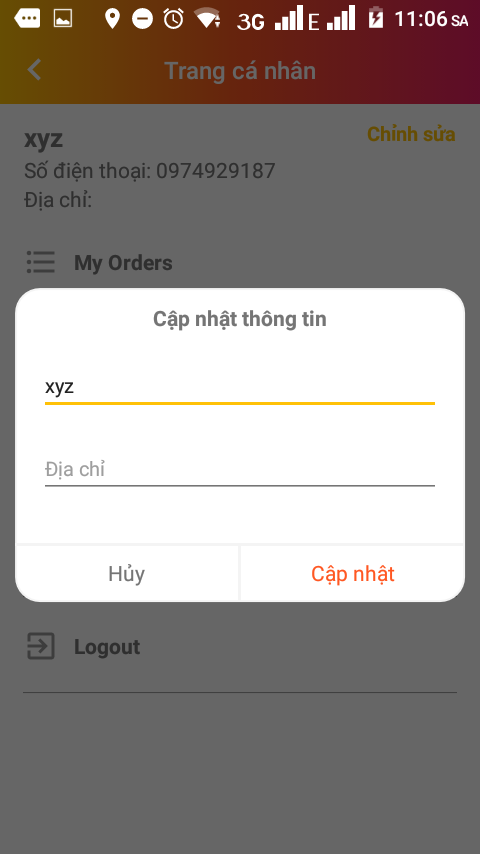 3G E 11:06 SA
Trang cá nhân
xyz
Chỉnh sửa
Số điện thoại: 0974929187
Địa chỉ:
My Orders
Cập nhật thông tin
xyz
Địa chỉ
Hủy
Cập nhật
Logout